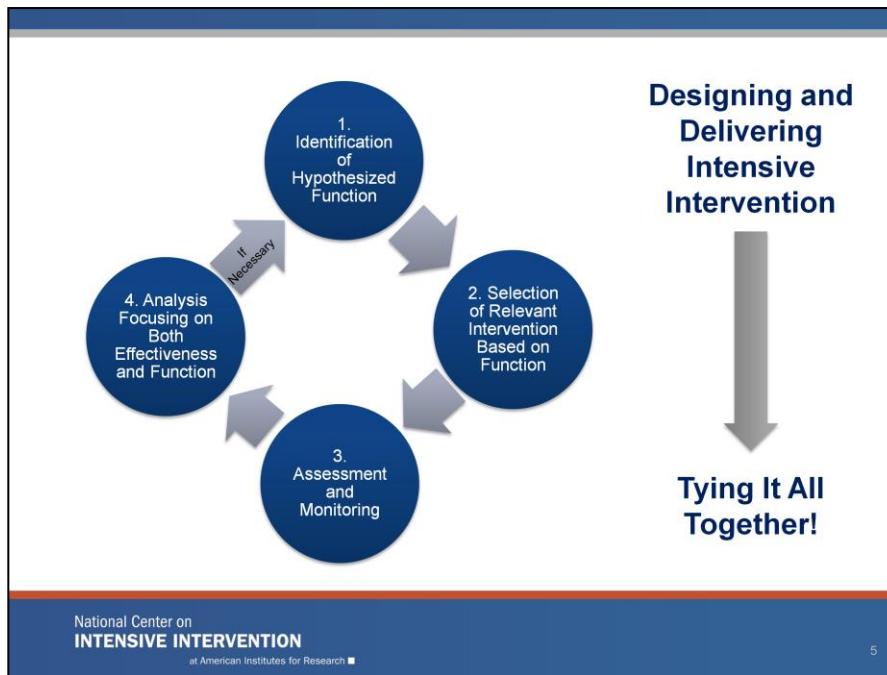 1.
Identification
of
Hypothesized
Function
If
Necessary
2. Selection
of Relevant
Intervention
Based on
Function
3.
Assessment
and
Monitoring
4. Analysis
Focusing on
Both
Effectiveness
and Function
Designing and
Delivering
Intensive
Intervention
Tying It All
Together!
National Center on
INTENSIVE INTERVENTION
at American Institutes for Research
5